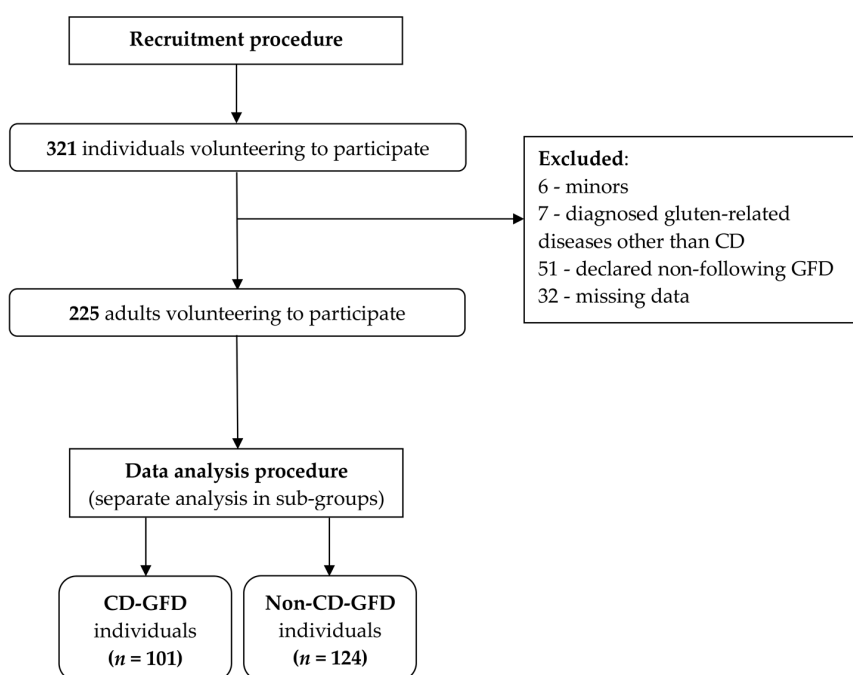 Recruitment procedure
321 individuals volunteering to participate
Excluded:
6 - minors
7 - diagnosed gluten-related
diseases other than CD
51 - declared non-following GFD
32 - missing data
225 adults volunteering to participate
Data analysis procedure
(separate analysis in sub-groups)
CD-GFD
individuals
(n = 101)
Non-CD-GFD
individuals
(n = 124)